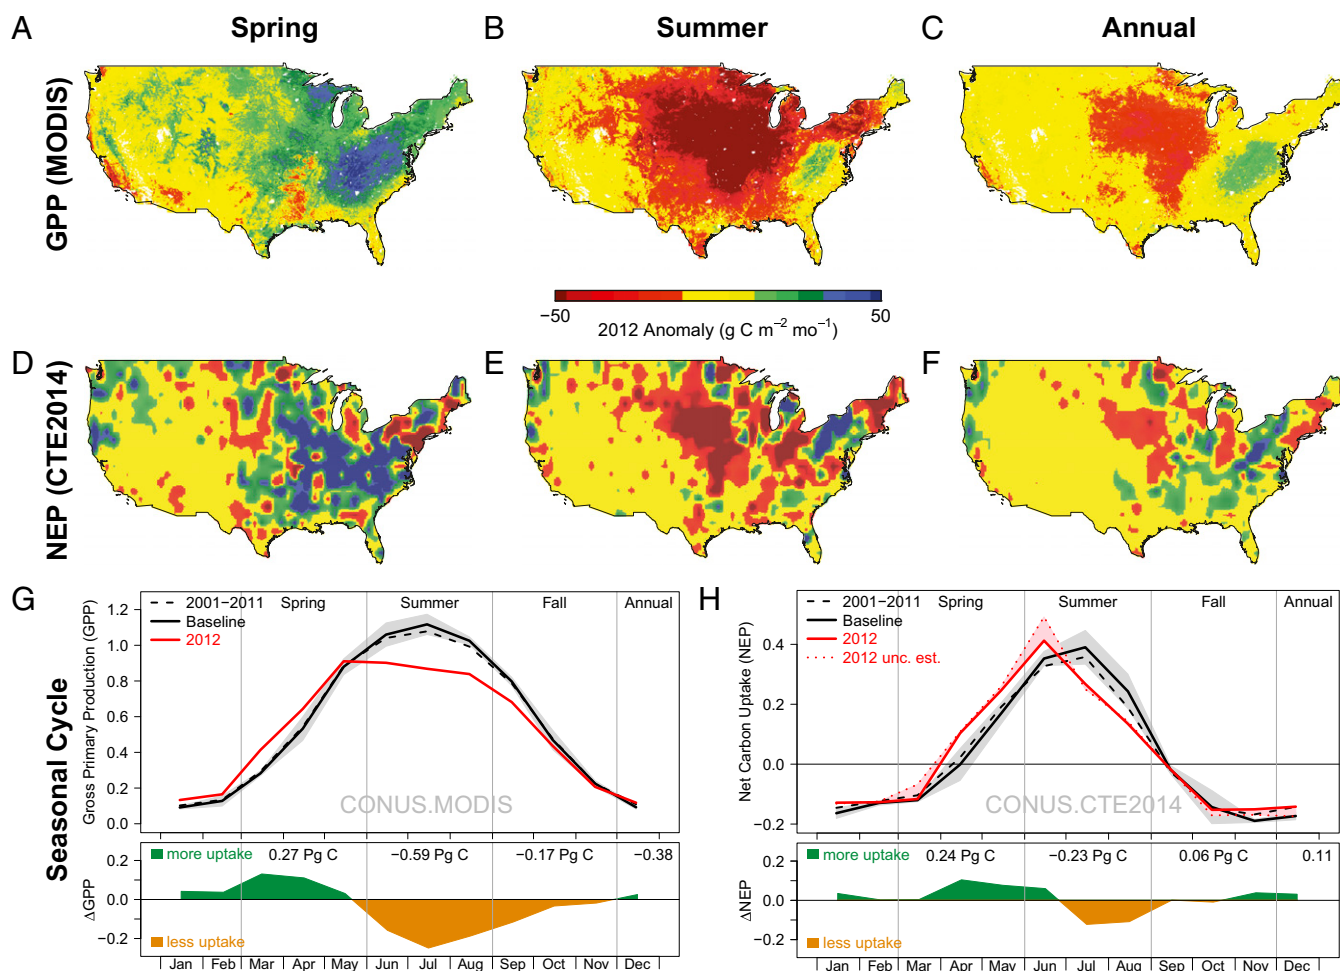 A Spring B Summer C Annual
GPP (MODIS)
−50 50
2012 Anomaly (g C m−2 mo−1)
D E F
NEP (CTE2014)
Seasonal Cycle
G
2001−2011 Spring Summer Fall Annual
Baseline
2012
Gross Primary Production (GPP)
1.2
1.0
0.8
0.6
0.4
0.2
0.0
CONUS.MODIS
more uptake 0.27 Pg C −0.59 Pg C −0.17 Pg C −0.38
less uptake
ΔGPP
0.2
0.0
−0.2
Jan Feb Mar Apr May Jun Jul Aug Sep Oct Nov Dec
H
2001−2011 Spring Summer Fall Annual
Baseline
2012
2012 unc. est.
Net Carbon Uptake (NEP)
0.4
0.2
0.0
−0.2
CONUS.CTE2014
more uptake 0.24 Pg C −0.23 Pg C 0.06 Pg C 0.11
less uptake
ΔNEP
0.2
0.0
−0.2
Jan Feb Mar Apr May Jun Jul Aug Sep Oct Nov Dec